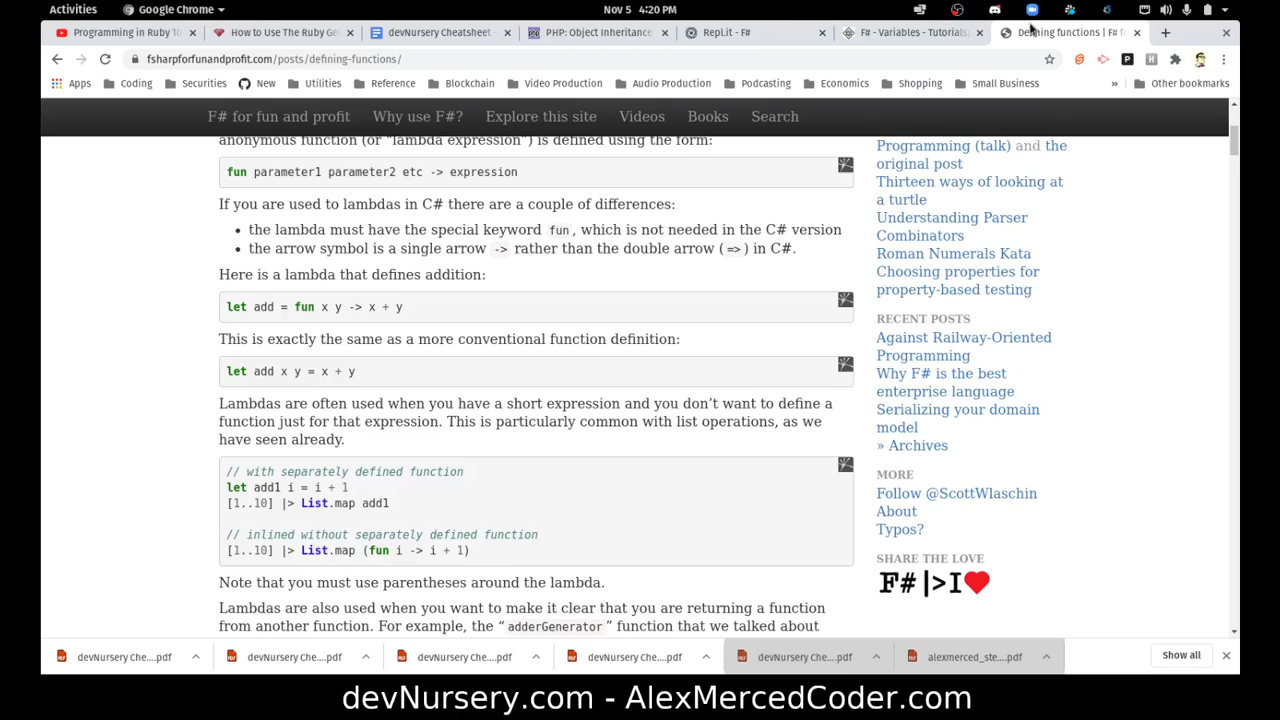 Activities
Google Chrome
Nov 5 4:20 PM
Programming in Ruby 1
How to Use The Ruby Ge
devNursery Cheatsheet
PHP: Object Inheritance
Repl.it - F#
F# - Variables - Tutorials
Defining functions | F# f
fsharpforfunandprofit.com/posts/defining-functions/
Apps
Coding
Securities
New
Utilities
Reference
Blockchain
Video Production
Audio Production
Podcasting
Economics
Shopping
Small Business
»
Other bookmarks
F# for fun and profit
Why use F#?
Explore this site
Videos
Books
Search
anonymous function (or “lambda expression”) is defined using the form:
fun parameter1 parameter2 etc -> expression
If you are used to lambdas in C# there are a couple of differences:
• the lambda must have the special keyword fun, which is not needed in the C# version
• the arrow symbol is a single arrow -> rather than the double arrow (=>) in C#.
Here is a lambda that defines addition:
let add = fun x y -> x + y
This is exactly the same as a more conventional function definition:
let add x y = x + y
Lambdas are often used when you have a short expression and you don’t want to define a
function just for that expression. This is particularly common with list operations, as we
have seen already.
// with separately defined function
let add1 i = i + 1
[1..10] |> List.map add1
// inlined without separately defined function
[1..10] |> List.map (fun i -> i + 1)
Note that you must use parentheses around the lambda.
Lambdas are also used when you want to make it clear that you are returning a function
from another function. For example, the “adderGenerator” function that we talked about
Programming (talk) and the
original post
Thirteen ways of looking at
a turtle
Understanding Parser
Combinators
Roman Numerals Kata
Choosing properties for
property-based testing
RECENT POSTS
Against Railway-Oriented
Programming
Why F# is the best
enterprise language
Serializing your domain
model
» Archives
MORE
Follow @ScottWlaschin
About
Typos?
SHARE THE LOVE
F# |> I
devNursery Che....pdf
devNursery Che....pdf
devNursery Che....pdf
devNursery Che....pdf
devNursery Che....pdf
alexmerced_ste....pdf
Show all
devNursery.com - AlexMercedCoder.com